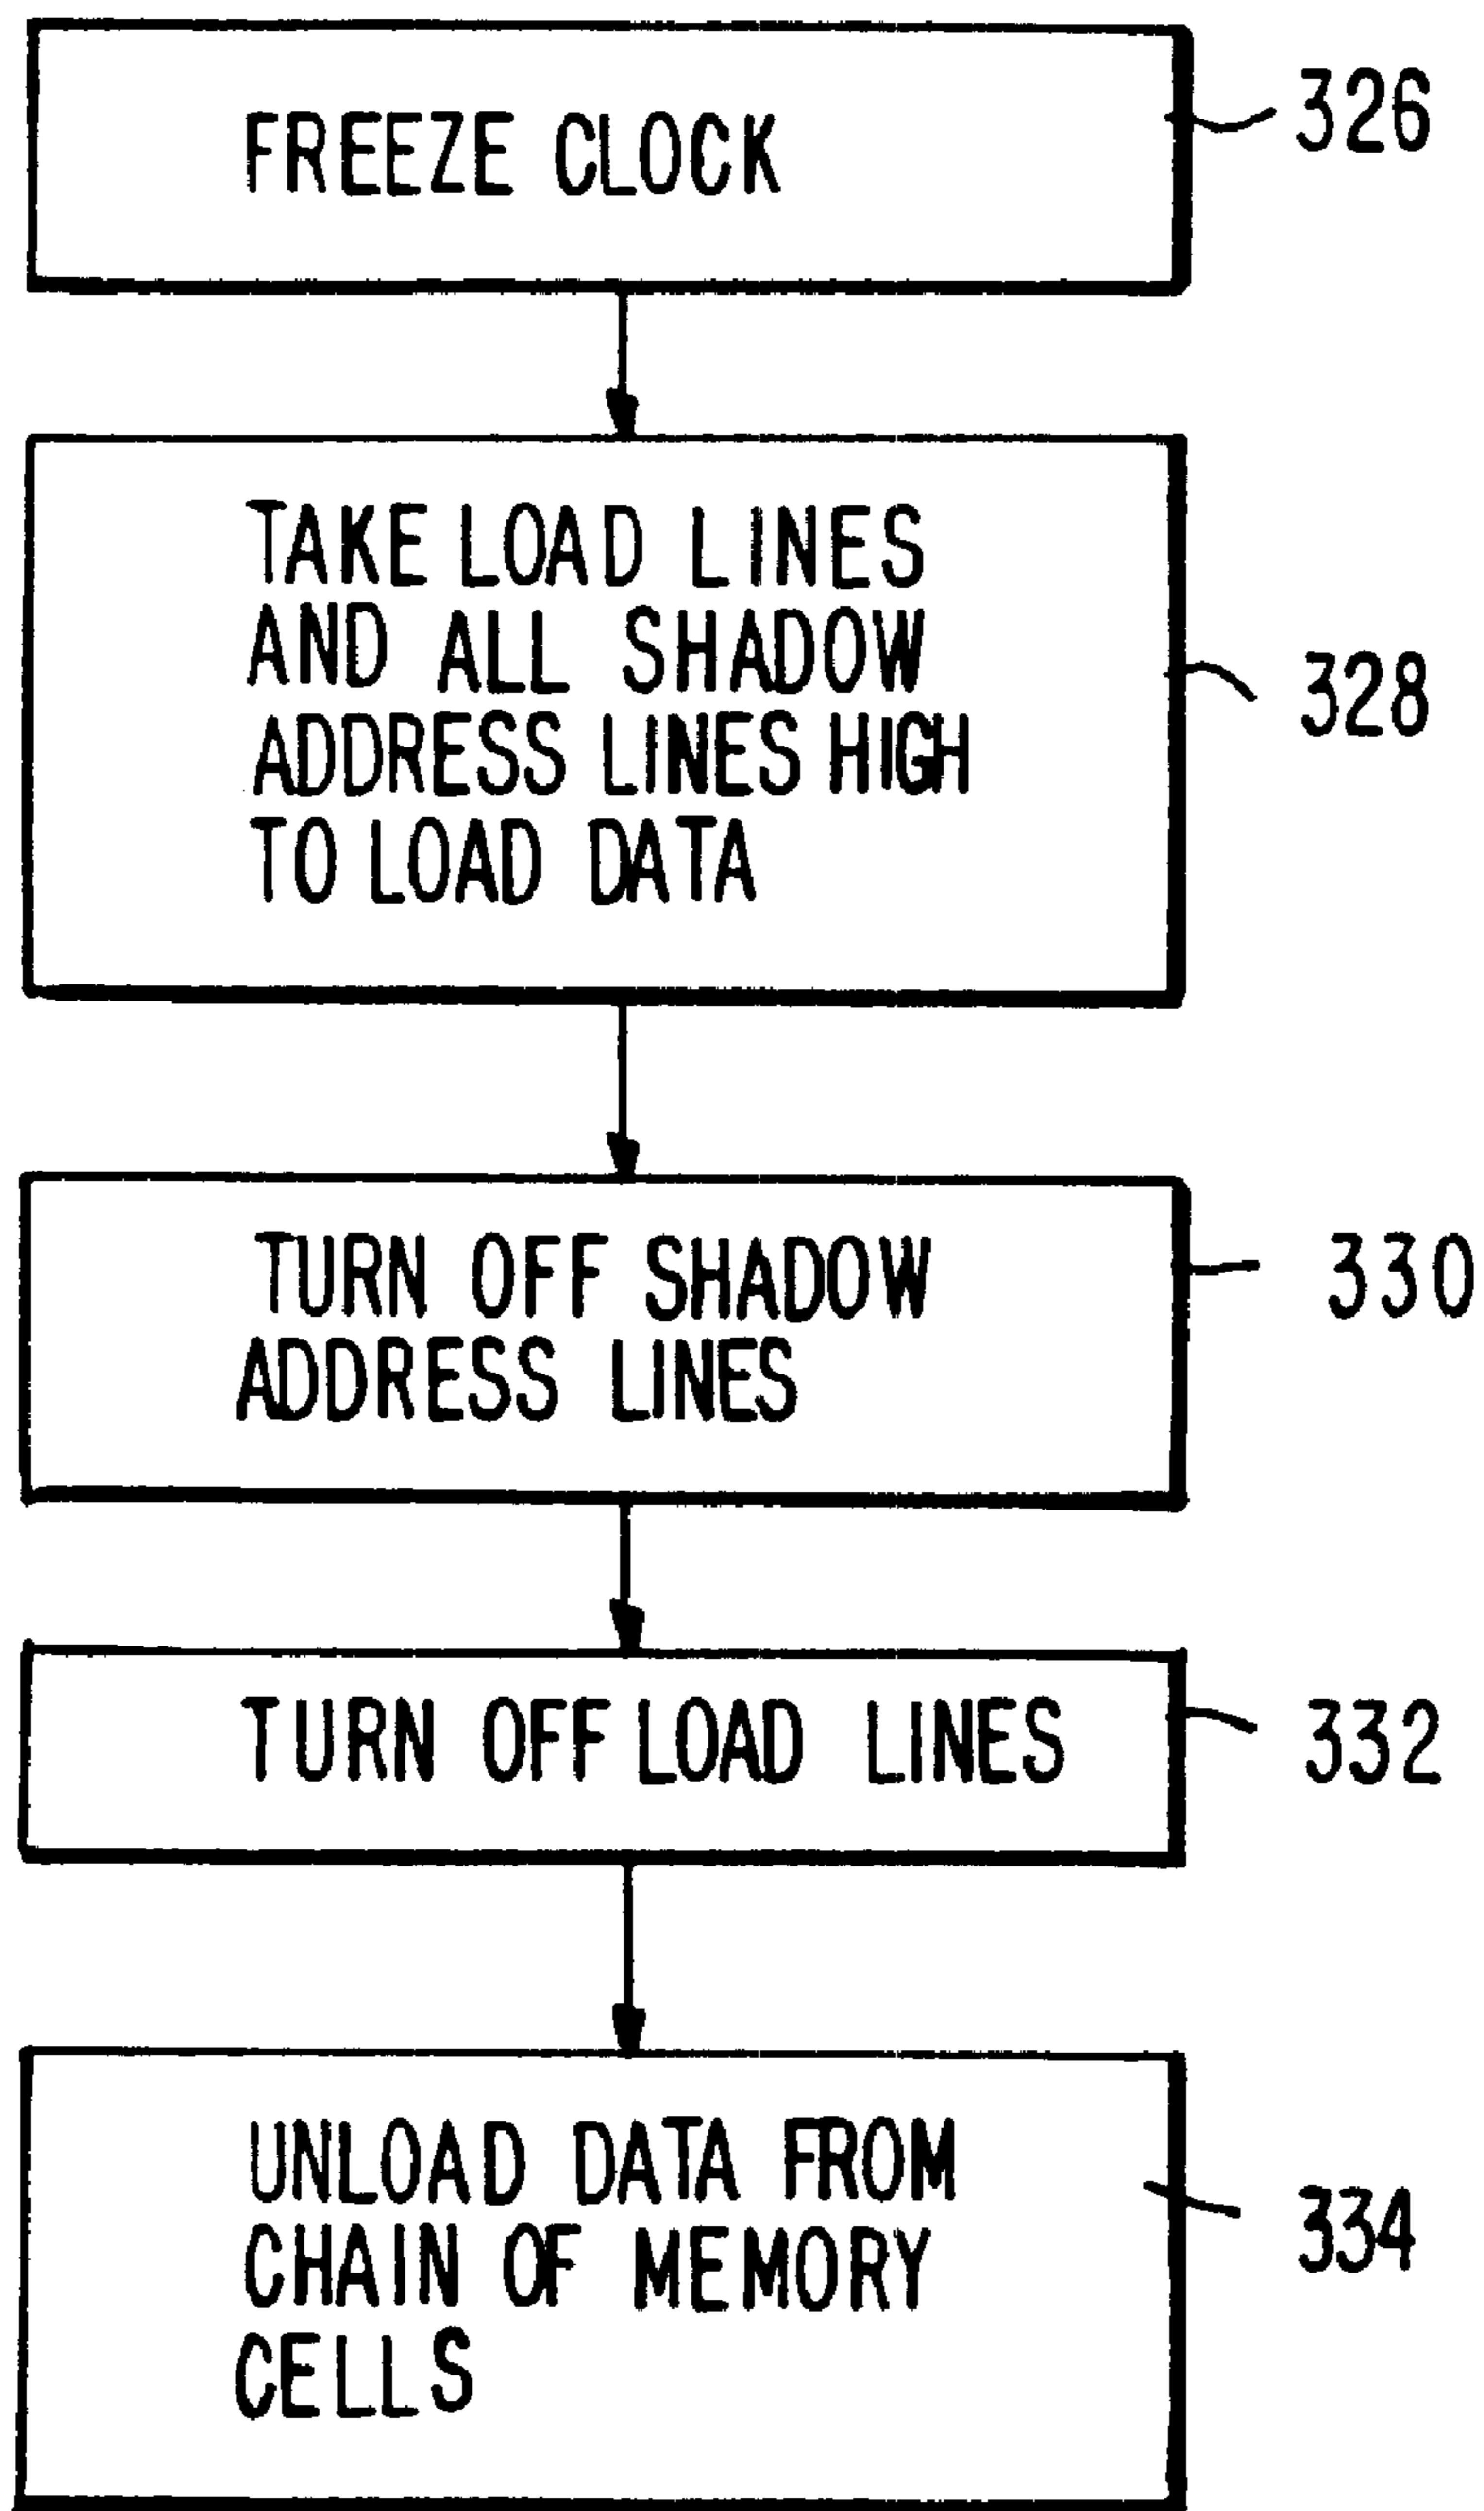 FREEZE CLOCK
326
TAKE LOAD LINES
AND ALL SHADOW
ADDRESS LINES HIGH
TO LOAD DATA
328
TURN OFF SHADOW
ADDRESS LINES
330
TURN OFF LOAD LINES
332
UNLOAD DATA FROM
CHAIN OF MEMORY
CELLS
334